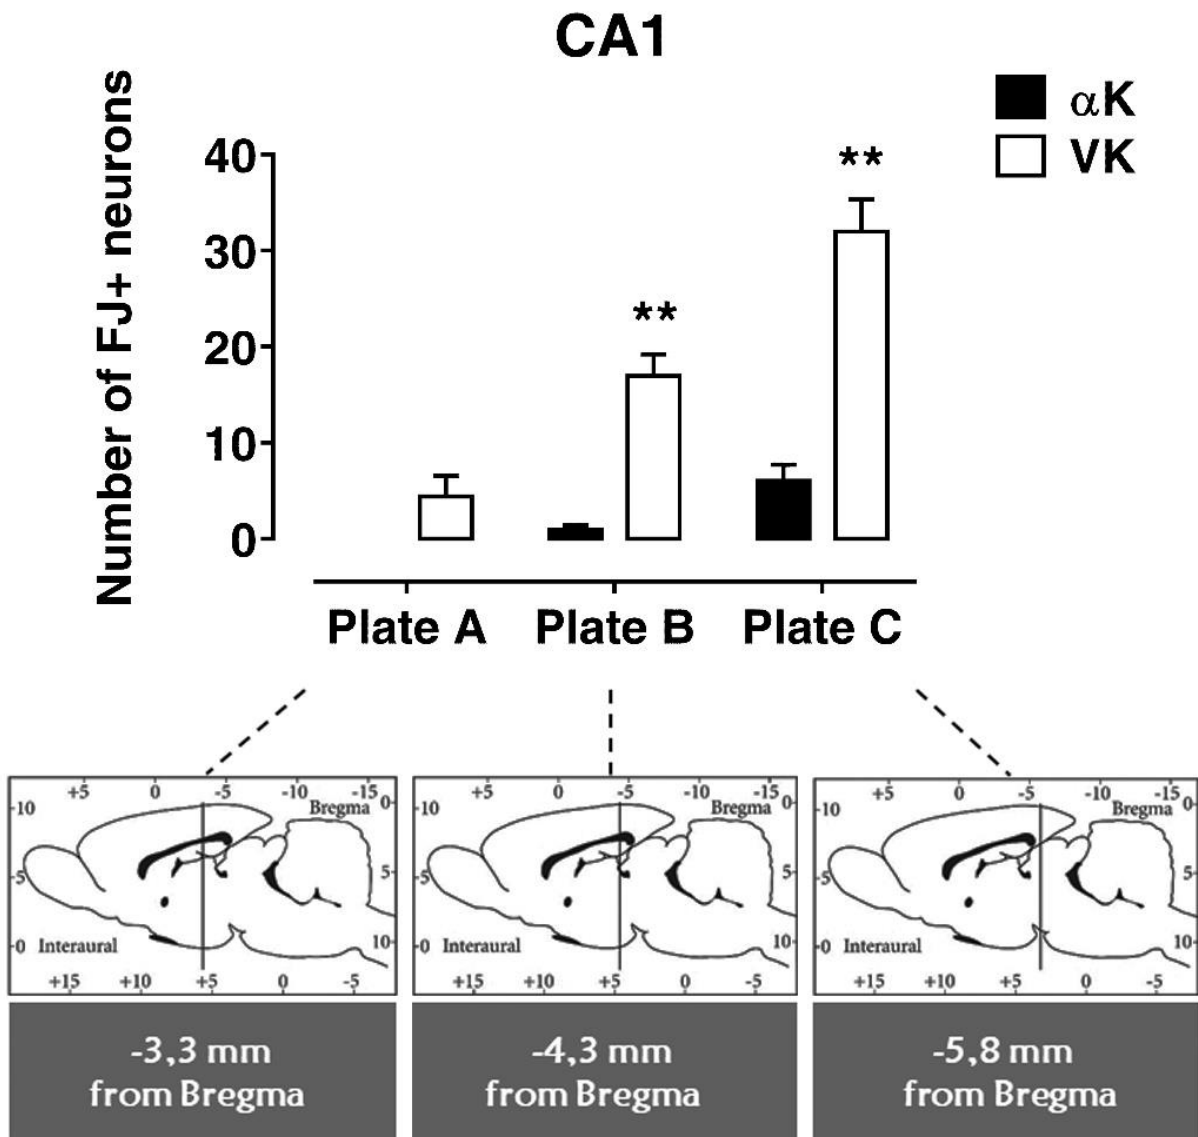 CA1
αK
VK
Number of FJ+ neurons
40
30
20
10
0
**
**
Plate A Plate B Plate C
+5 0 -5 -10 -15
-10 Bregma 0
-5 5
-0 Interaural 10
+15 +10 +5 0 -5
+5 0 -5 -10 -15
-10 Bregma 0
-5 5
-0 Interaural 10
+15 +10 +5 0 -5
+5 0 -5 -10 -15
-10 Bregma 0
-5 5
-0 Interaural 10
+15 +10 +5 0 -5
-3,3 mm
from Bregma
-4,3 mm
from Bregma
-5,8 mm
from Bregma